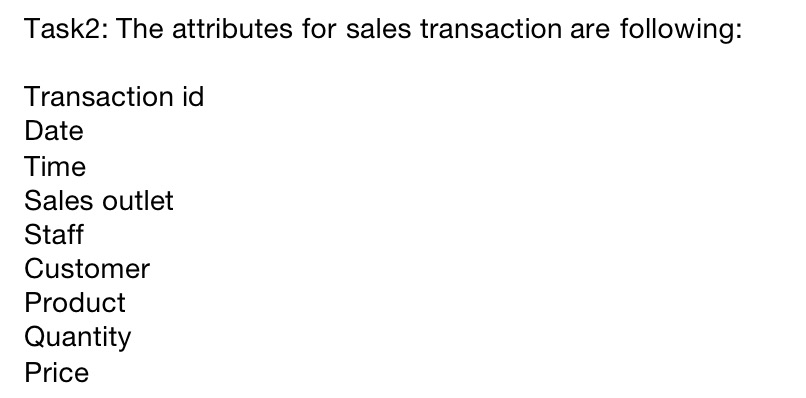 Task2: The attributes for sales transaction are following:
Transaction id
Date
Time
Sales outlet
Staff
Customer
Product
Quantity
Price